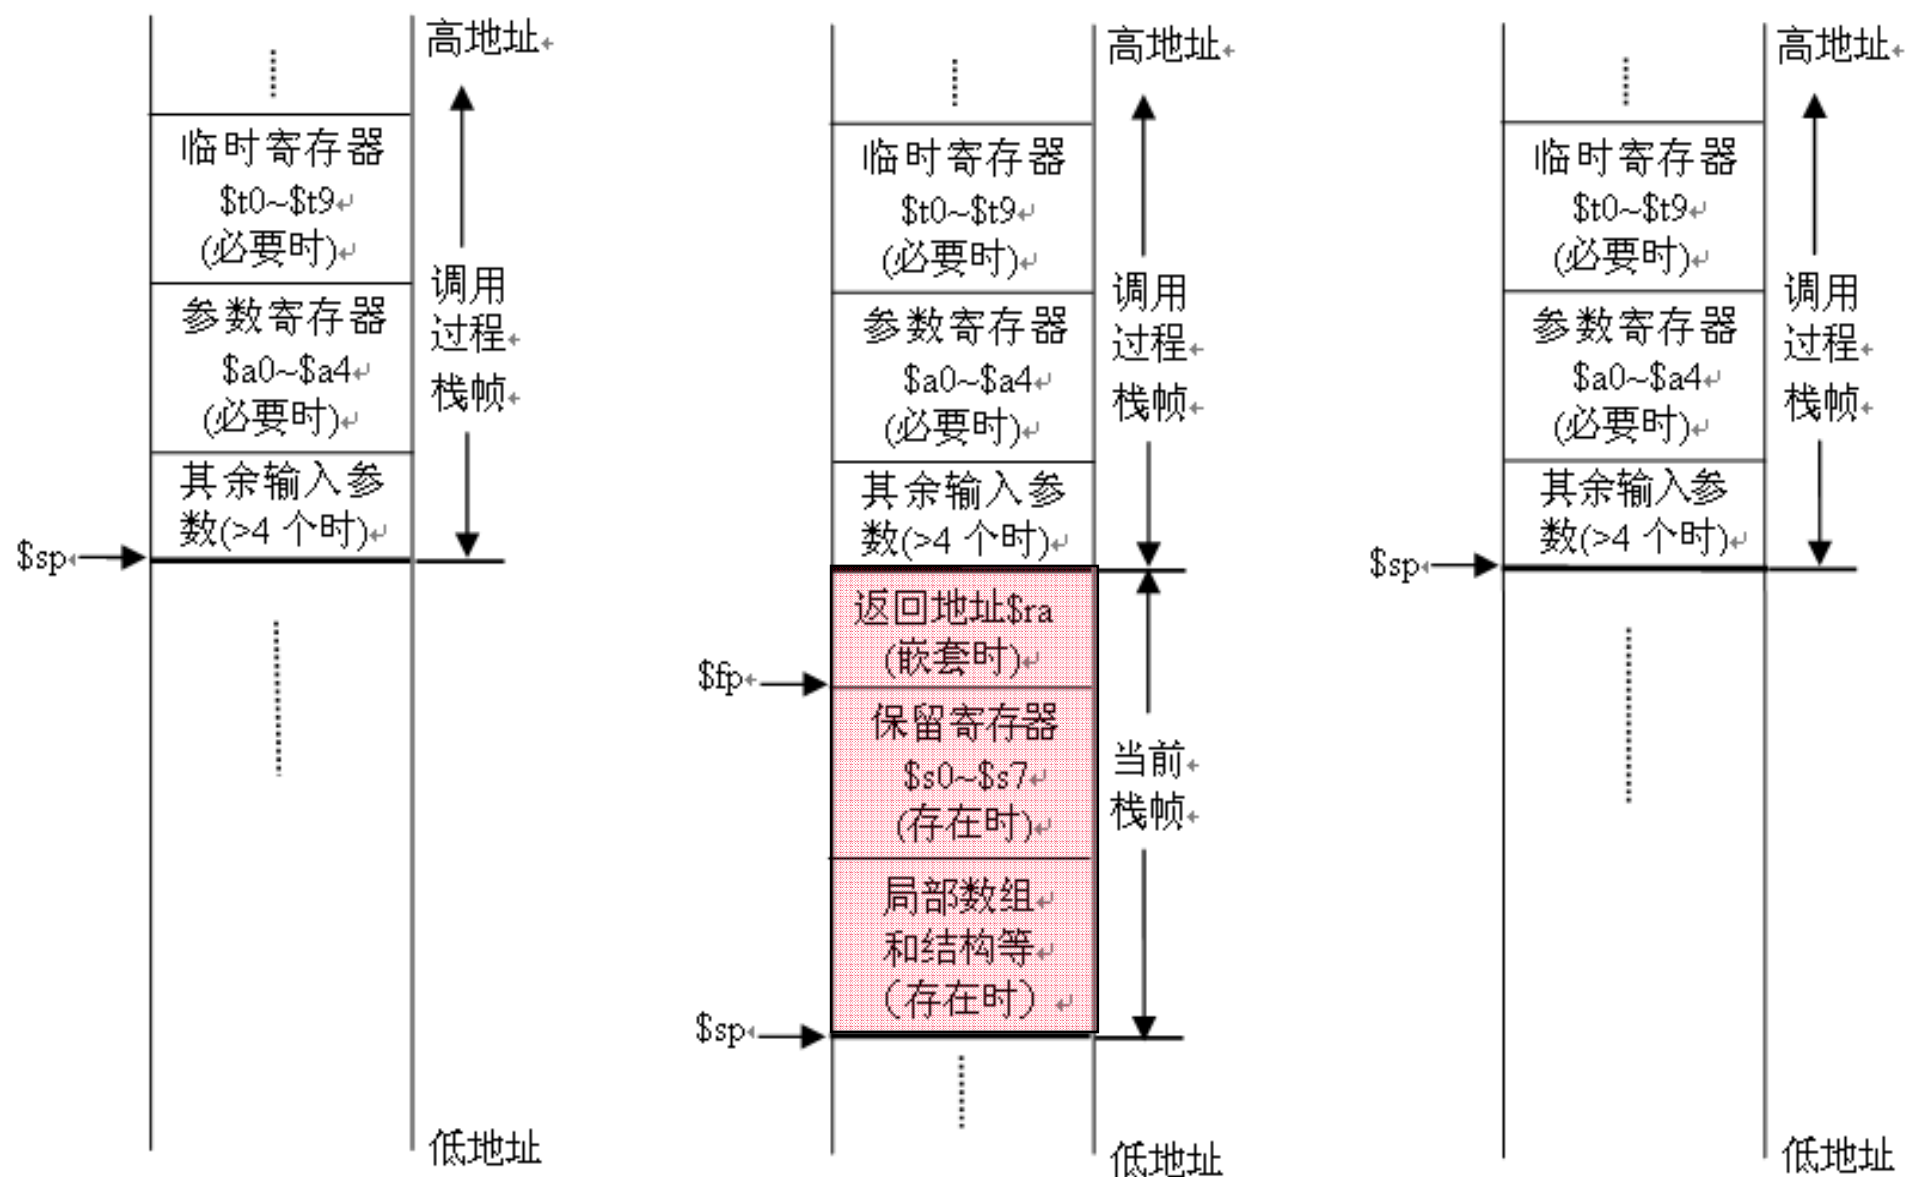 高地址
临时寄存器
$t0~$t9
(必要时)
参数寄存器
$a0~$a4
(必要时)
其余输入参
数(>4 个时)
$sp
调用
过程
栈帧
低地址
高地址
临时寄存器
$t0~$t9
(必要时)
参数寄存器
$a0~$a4
(必要时)
其余输入参
数(>4 个时)
调用
过程
栈帧
返回地址$ra
(嵌套时)
$fp
保留寄存器
$s0~$s7
(存在时)
局部数组
和结构等
（存在时）
$sp
当前
栈帧
低地址
高地址
临时寄存器
$t0~$t9
(必要时)
参数寄存器
$a0~$a4
(必要时)
其余输入参
数(>4 个时)
$sp
调用
过程
栈帧
低地址